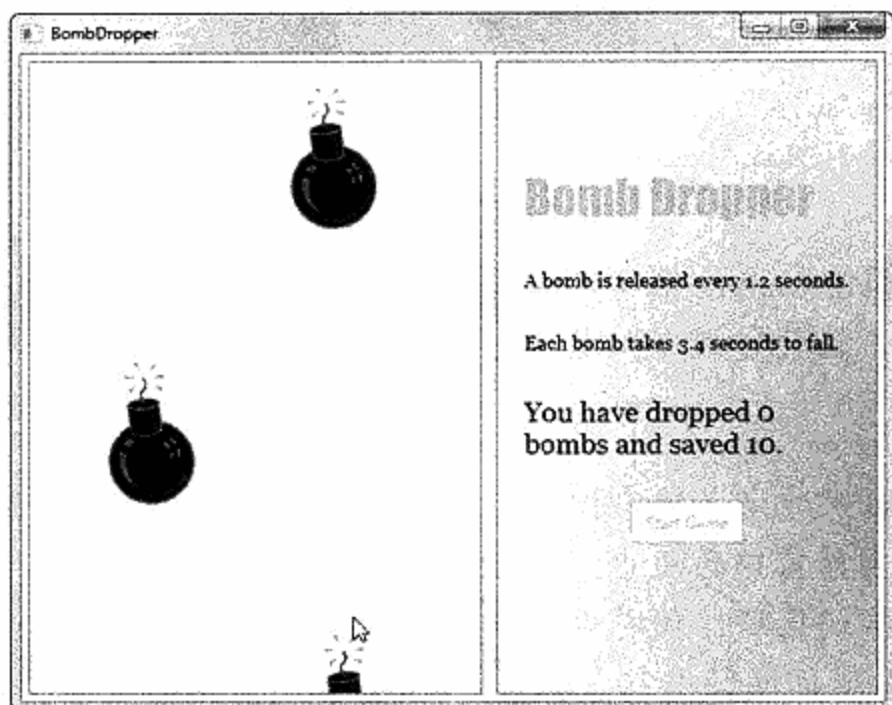 BombDropper
Bomb Dropper
A bomb is released every 1.2 seconds.
Each bomb takes 3.4 seconds to fall.
You have dropped 0
bombs and saved 10.
Start Game